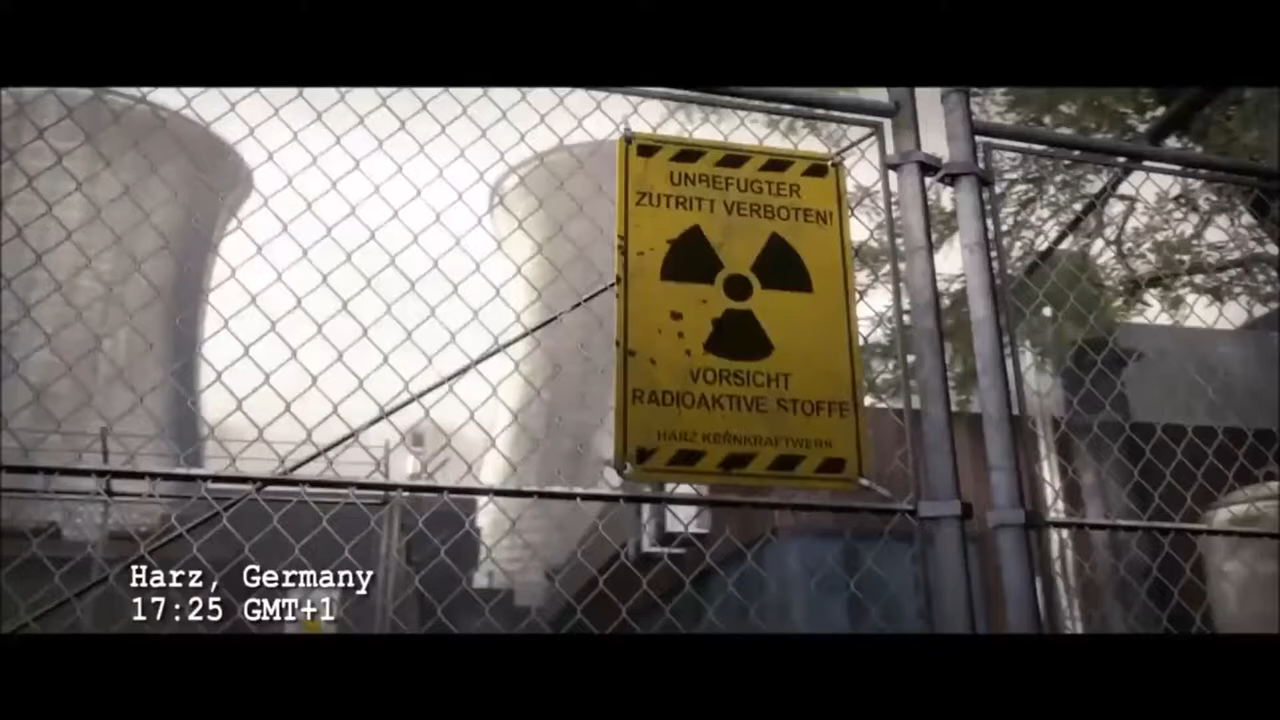 UNBEFUGTER
ZUTRITT VERBOTEN!
VORSICHT
RADIOAKTIVE STOFFE
HARZ KERNKRAFTWERK
Harz, Germany
17:25 GMT+1